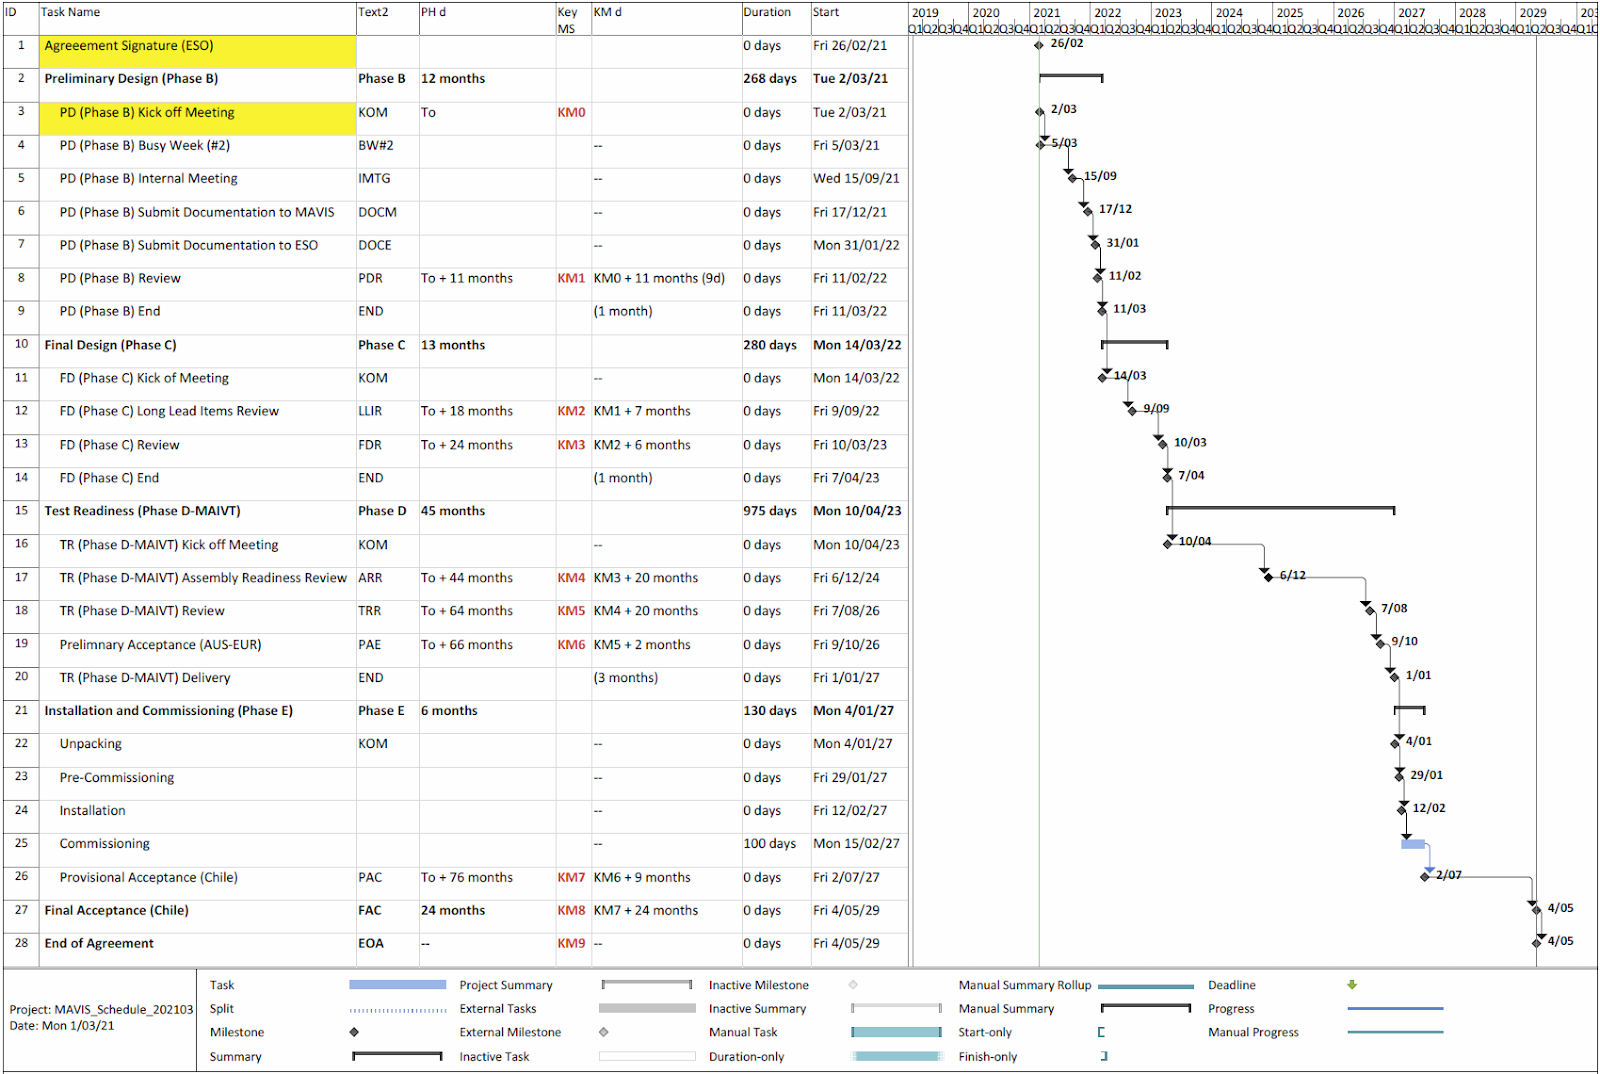 ID Task Name Text2 PH d Key MS KM d Duration Start 2019 2020 2021 2022 2023 2024 2025 2026 2027 2028 2029 203
Q1Q2Q3Q4Q1Q2Q3Q4Q1Q2Q3Q4Q1Q2Q3Q4Q1Q2Q3Q4Q1Q2Q3Q4Q1Q2Q3Q4Q1Q2Q3Q4Q1Q2Q3Q4Q1Q2Q3Q4Q1Q2Q3Q4Q1Q
1 Agreeement Signature (ESO) 0 days Fri 26/02/21 26/02
2 Preliminary Design (Phase B) Phase B 12 months 268 days Tue 2/03/21
3 PD (Phase B) Kick off Meeting KOM To KM0 0 days Tue 2/03/21 2/03
4 PD (Phase B) Busy Week (#2) BW#2 -- 0 days Fri 5/03/21 5/03
5 PD (Phase B) Internal Meeting IMTG -- 0 days Wed 15/09/21 15/09
6 PD (Phase B) Submit Documentation to MAVIS DOCM -- 0 days Fri 17/12/21 17/12
7 PD (Phase B) Submit Documentation to ESO DOCE -- 0 days Mon 31/01/22 31/01
8 PD (Phase B) Review PDR To + 11 months KM1 KM0 + 11 months (9d) 0 days Fri 11/02/22 11/02
9 PD (Phase B) End END (1 month) 0 days Fri 11/03/22 11/03
10 Final Design (Phase C) Phase C 13 months 280 days Mon 14/03/22
11 FD (Phase C) Kick of Meeting KOM -- 0 days Mon 14/03/22 14/03
12 FD (Phase C) Long Lead Items Review LLIR To + 18 months KM2 KM1 + 7 months 0 days Fri 9/09/22 9/09
13 FD (Phase C) Review FDR To + 24 months KM3 KM2 + 6 months 0 days Fri 10/03/23 10/03
14 FD (Phase C) End END (1 month) 0 days Fri 7/04/23 7/04
15 Test Readiness (Phase D-MAIVT) Phase D 45 months 975 days Mon 10/04/23
16 TR (Phase D-MAIVT) Kick off Meeting KOM -- 0 days Mon 10/04/23 10/04
17 TR (Phase D-MAIVT) Assembly Readiness Review ARR To + 44 months KM4 KM3 + 20 months 0 days Fri 6/12/24 6/12
18 TR (Phase D-MAIVT) Review TRR To + 64 months KM5 KM4 + 20 months 0 days Fri 7/08/26 7/08
19 Prelimnary Acceptance (AUS-EUR) PAE To + 66 months KM6 KM5 + 2 months 0 days Fri 9/10/26 9/10
20 TR (Phase D-MAIVT) Delivery END (3 months) 0 days Fri 1/01/27 1/01
21 Installation and Commissioning (Phase E) Phase E 6 months 130 days Mon 4/01/27
22 Unpacking KOM -- 0 days Mon 4/01/27 4/01
23 Pre-Commissioning -- 0 days Fri 29/01/27 29/01
24 Installation -- 0 days Fri 12/02/27 12/02
25 Commissioning -- 100 days Mon 15/02/27
26 Provisional Acceptance (Chile) PAC To + 76 months KM7 KM6 + 9 months 0 days Fri 2/07/27 2/07
27 Final Acceptance (Chile) FAC 24 months KM8 KM7 + 24 months 0 days Fri 4/05/29 4/05
28 End of Agreement EOA -- KM9 -- 0 days Fri 4/05/29 4/05
Project: MAVIS_Schedule_202103
Date: Mon 1/03/21
Task Project Summary Inactive Milestone Manual Summary Rollup Deadline
Split External Tasks Inactive Summary Manual Summary Progress
Milestone External Milestone Manual Task Start-only Manual Progress
Summary Inactive Task Duration-only Finish-only